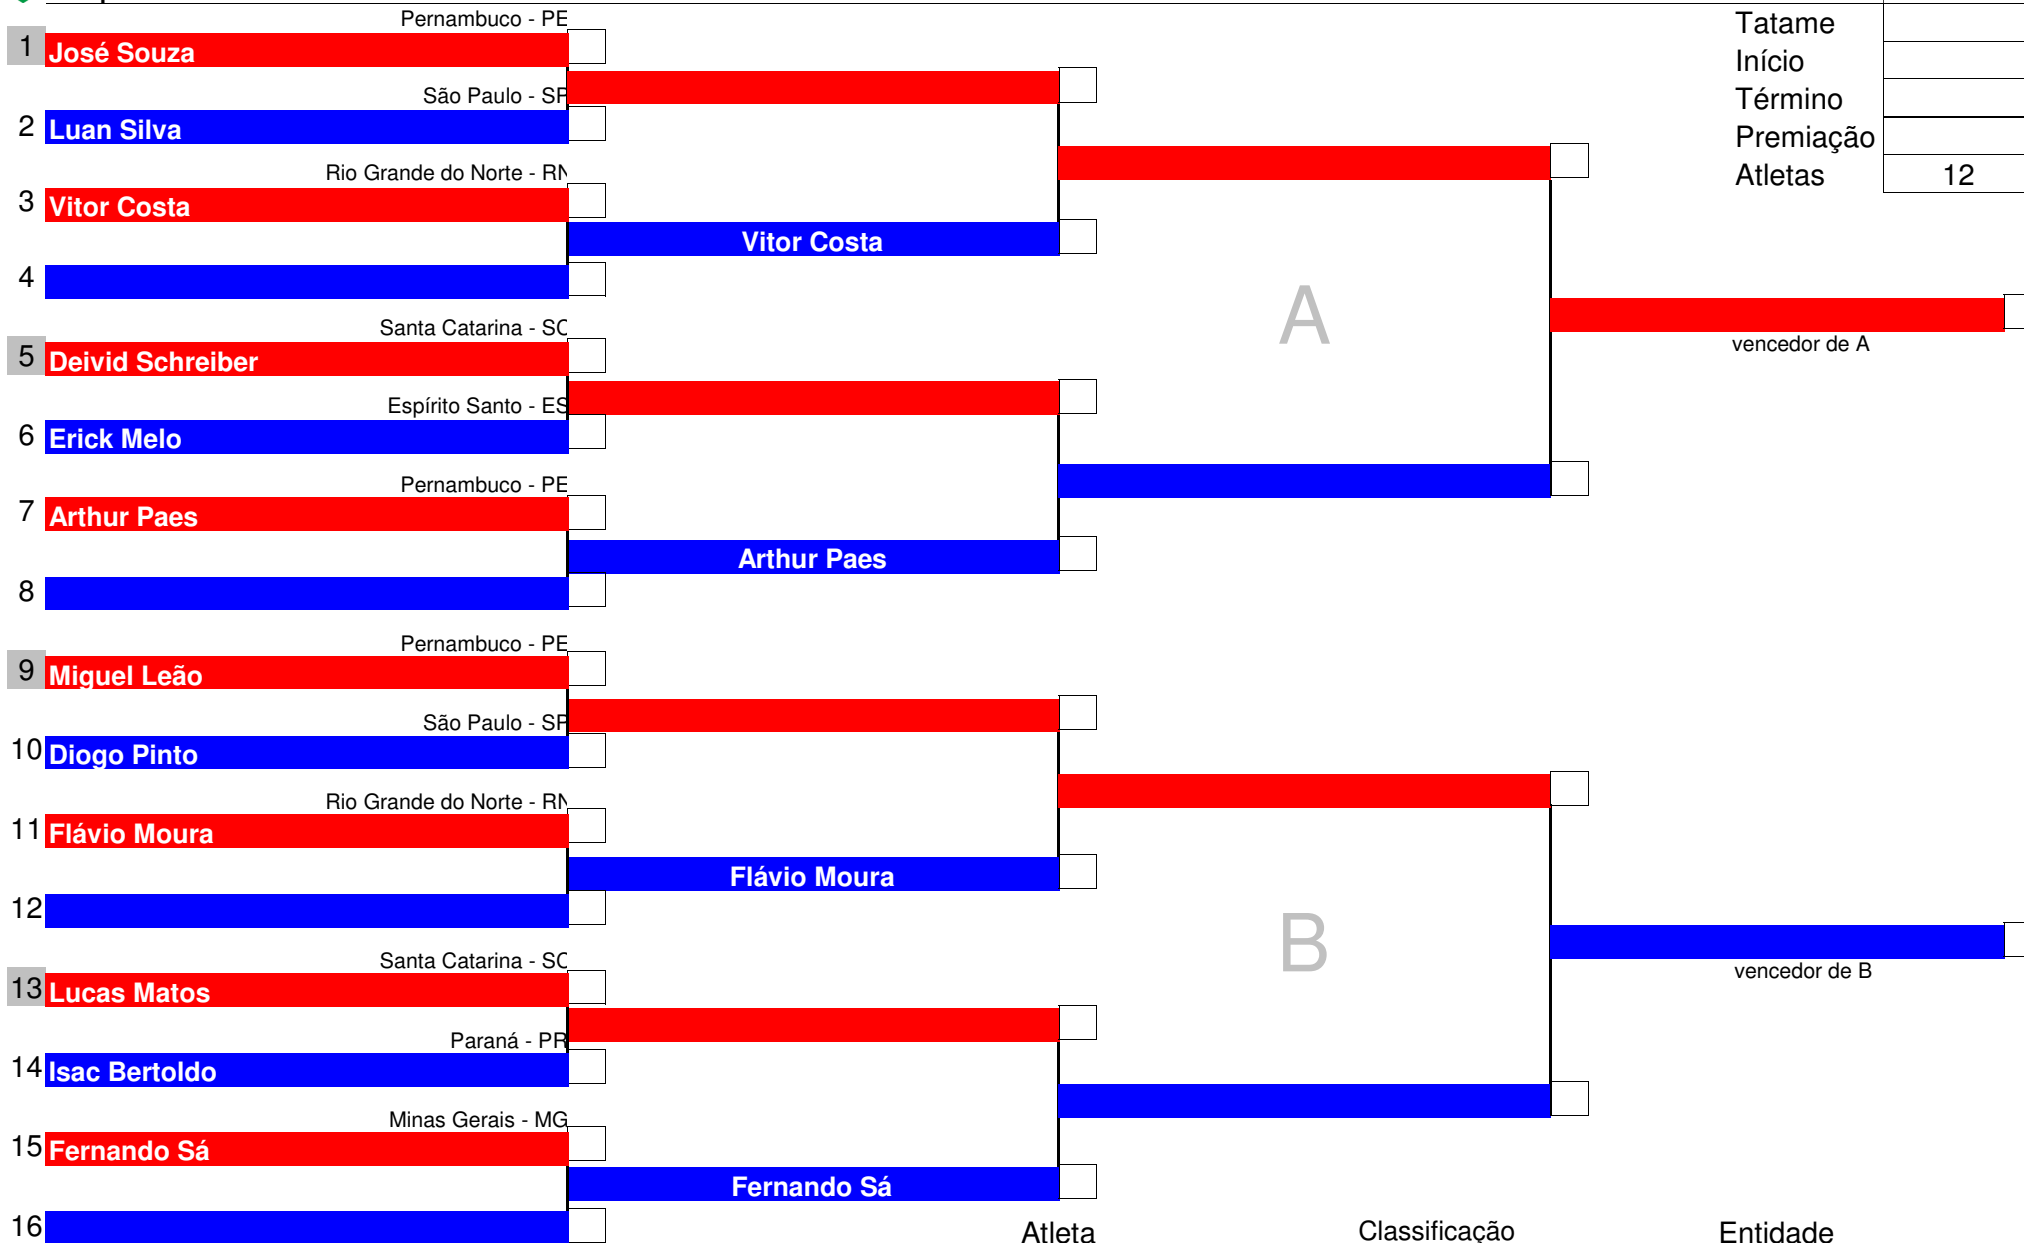 Pernambuco - PE
1 José Souza
São Paulo - SP
2 Luan Silva
Rio Grande do Norte - RN
3 Vitor Costa
Vitor Costa
4
Santa Catarina - SC
5 Deivid Schreiber
Espírito Santo - ES
6 Erick Melo
Pernambuco - PE
7 Arthur Paes
Arthur Paes
8
Pernambuco - PE
9 Miguel Leão
São Paulo - SP
10 Diogo Pinto
Rio Grande do Norte - RN
11 Flávio Moura
Flávio Moura
12
Santa Catarina - SC
13 Lucas Matos
Paraná - PR
14 Isac Bertoldo
Minas Gerais - MG
15 Fernando Sá
Fernando Sá
16
A
B
vencedor de A
vencedor de B
Tatame
Início
Término
Premiação
Atletas 12
Atleta Classificação Entidade